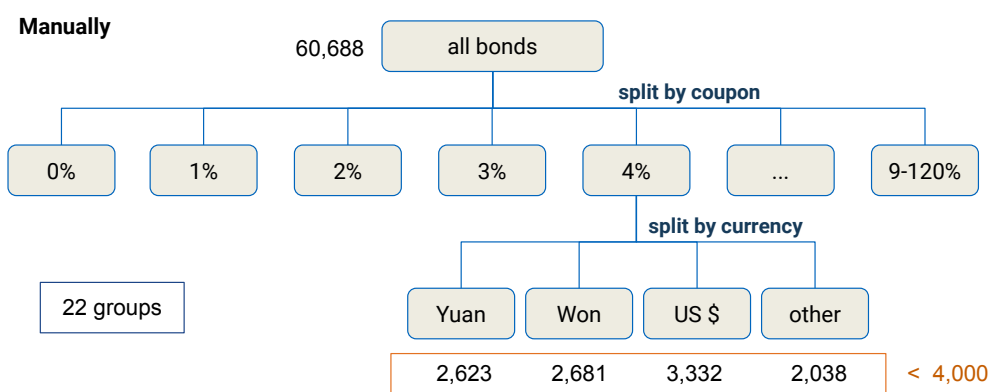 Manually
60,688 all bonds
split by coupon
0% 1% 2% 3% 4% ... 9-120%
split by currency
22 groups
Yuan Won US $ other
2,623 2,681 3,332 2,038 < 4,000